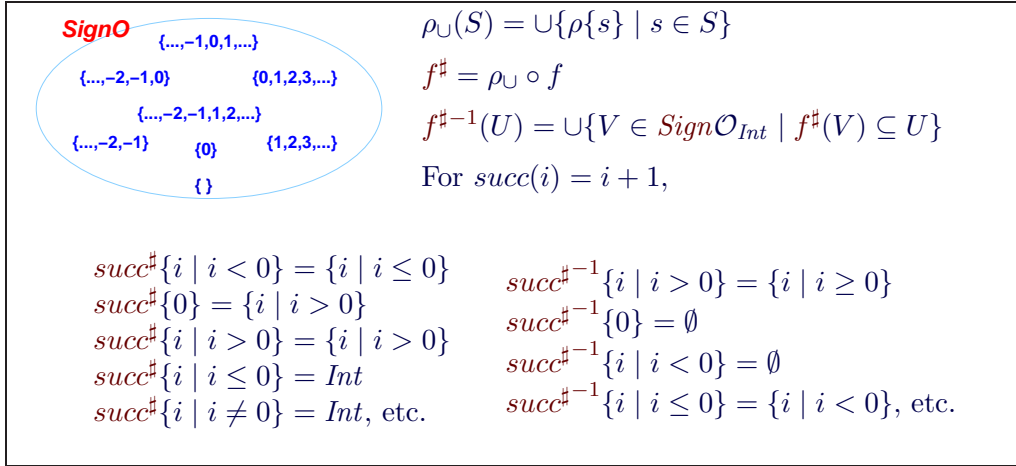 SignO
{...,−1,0,1,...}
{...,−2,−1,0} {0,1,2,3,...}
{...,−2,−1,1,2,...}
{...,−2,−1} {0} {1,2,3,...}
{ }
ρ∪(S) = ∪{ρ{s} | s ∈ S}
f♯ = ρ∪ ∘ f
f♯−1(U) = ∪{V ∈ SignO_Int | f♯(V) ⊆ U}
For succ(i) = i + 1,
succ♯{i | i < 0} = {i | i ≤ 0}
succ♯{0} = {i | i > 0}
succ♯{i | i > 0} = {i | i > 0}
succ♯{i | i ≤ 0} = Int
succ♯{i | i ≠ 0} = Int, etc.
succ♯−1{i | i > 0} = {i | i ≥ 0}
succ♯−1{0} = ∅
succ♯−1{i | i < 0} = ∅
succ♯−1{i | i ≤ 0} = {i | i < 0}, etc.